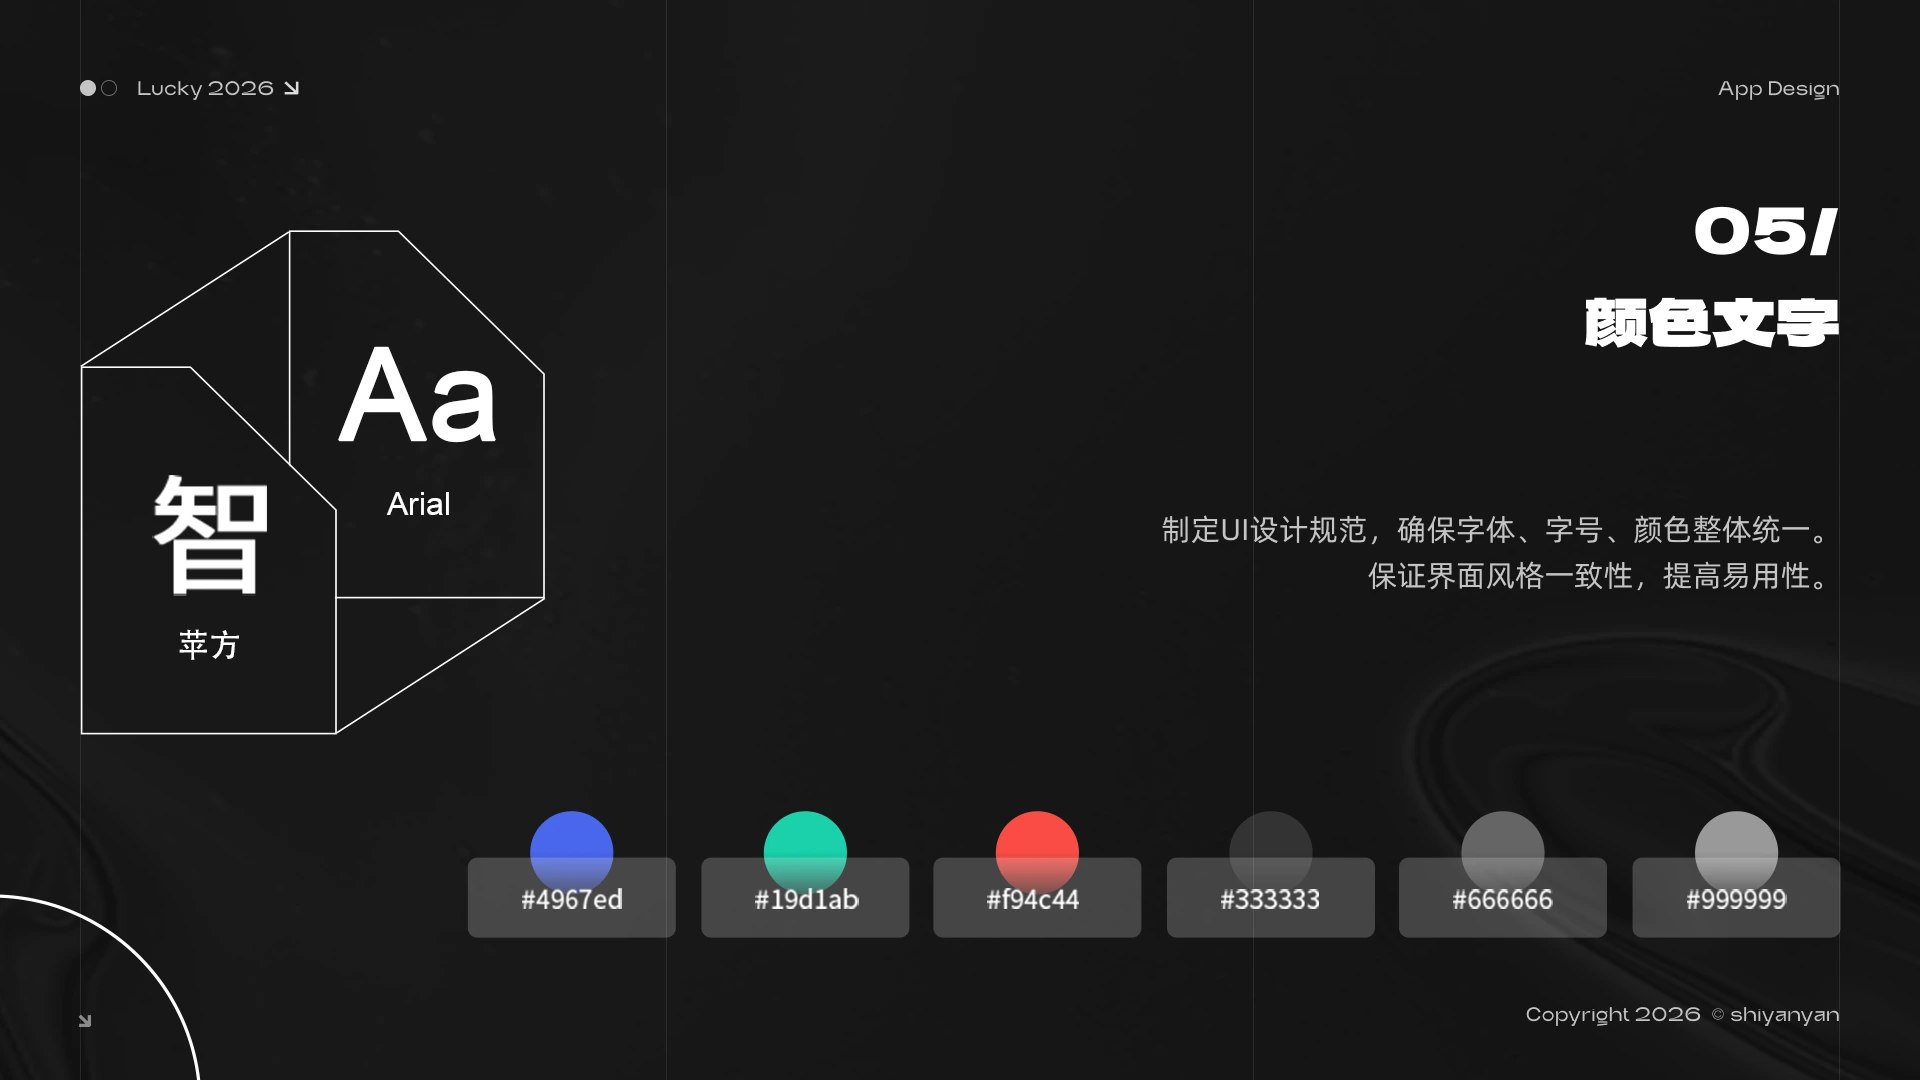 Lucky 2026
App Design
05/
颜色文字
Aa
Arial
智
苹方
制定UI设计规范，确保字体、字号、颜色整体统一。
保证界面风格一致性，提高易用性。
#4967ed
#19d1ab
#f94c44
#333333
#666666
#999999
Copyright 2026 © shiyanyan